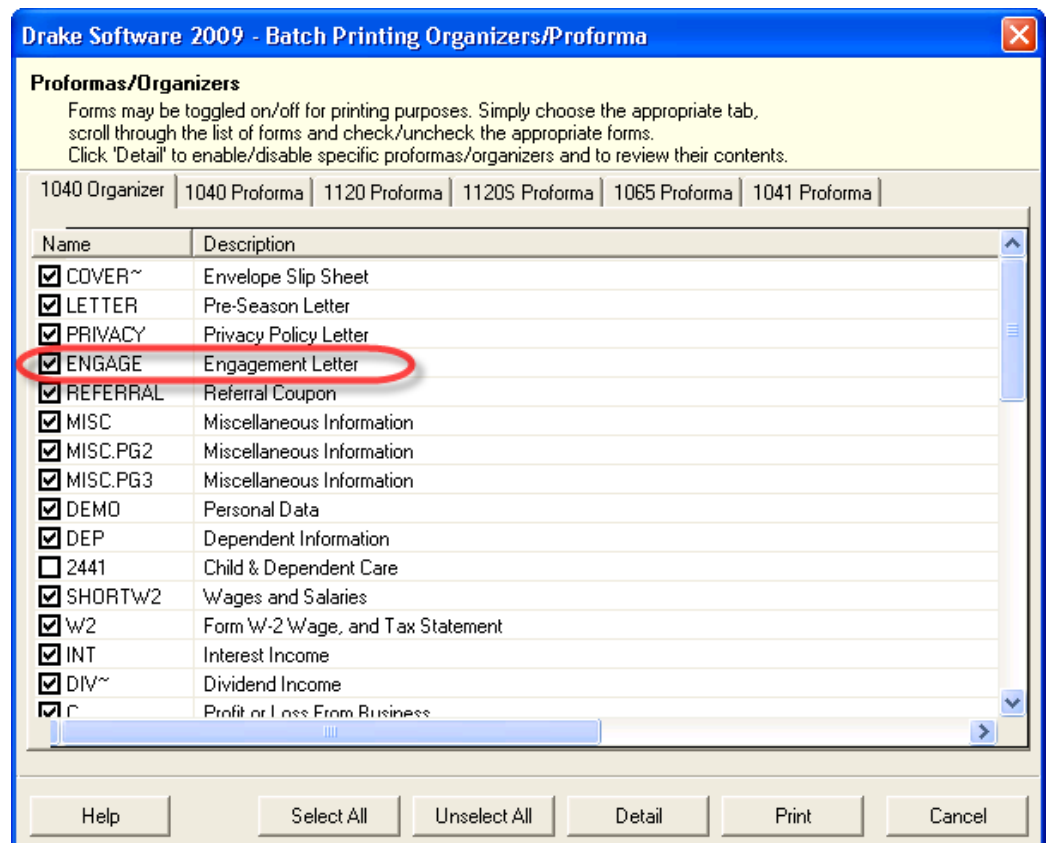 Drake Software 2009 - Batch Printing Organizers/Proforma
Proformas/Organizers
Forms may be toggled on/off for printing purposes. Simply choose the appropriate tab,
scroll through the list of forms and check/uncheck the appropriate forms.
Click 'Detail' to enable/disable specific proformas/organizers and to review their contents.
1040 Organizer 1040 Proforma 1120 Proforma 1120S Proforma 1065 Proforma 1041 Proforma
Name Description
COVER~ Envelope Slip Sheet
LETTER Pre-Season Letter
PRIVACY Privacy Policy Letter
ENGAGE Engagement Letter
REFERRAL Referral Coupon
MISC Miscellaneous Information
MISC.PG2 Miscellaneous Information
MISC.PG3 Miscellaneous Information
DEMO Personal Data
DEP Dependent Information
2441 Child & Dependent Care
SHORTW2 Wages and Salaries
W2 Form W-2 Wage, and Tax Statement
INT Interest Income
DIV~ Dividend Income
C Profit or Loss From Business
Help Select All Unselect All Detail Print Cancel